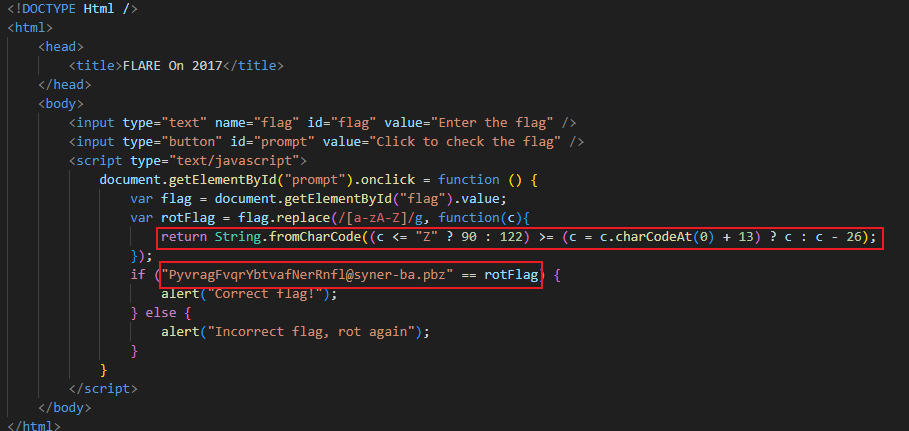 <!DOCTYPE Html />
<html>
<head>
<title>FLARE On 2017</title>
</head>
<body>
<input type="text" name="flag" id="flag" value="Enter the flag" />
<input type="button" id="prompt" value="Click to check the flag" />
<script type="text/javascript">
document.getElementById("prompt").onclick = function () {
var flag = document.getElementById("flag").value;
var rotFlag = flag.replace(/[a-zA-Z]/g, function(c){
return String.fromCharCode((c <= "Z" ? 90 : 122) >= (c = c.charCodeAt(0) + 13) ? c : c - 26);
});
if ("PyvragFvqrYbtvafNerRnfl@syner-ba.pbz" == rotFlag) {
alert("Correct flag!");
} else {
alert("Incorrect flag, rot again");
}
}
</script>
</body>
</html>